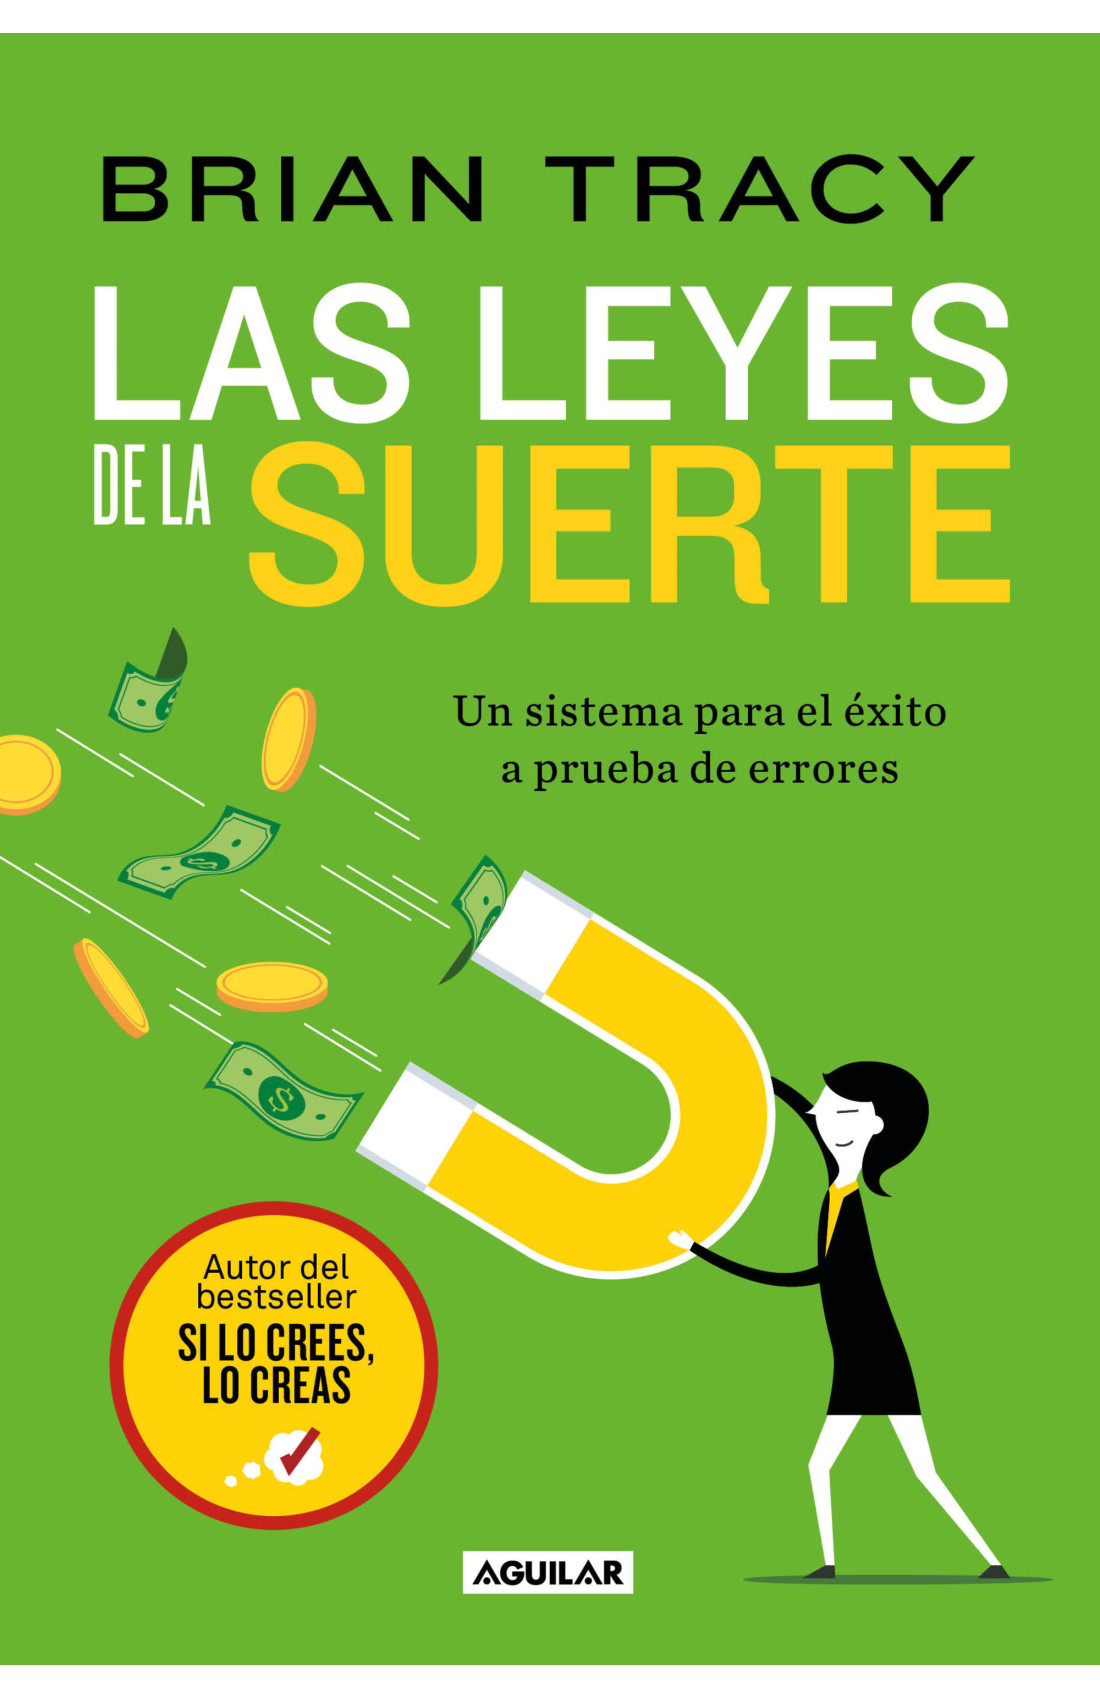 BRIAN TRACY
LAS LEYES
DE LA SUERTE
Un sistema para el éxito
a prueba de errores
Autor del
bestseller
SI LO CREES,
LO CREAS
AGUILAR